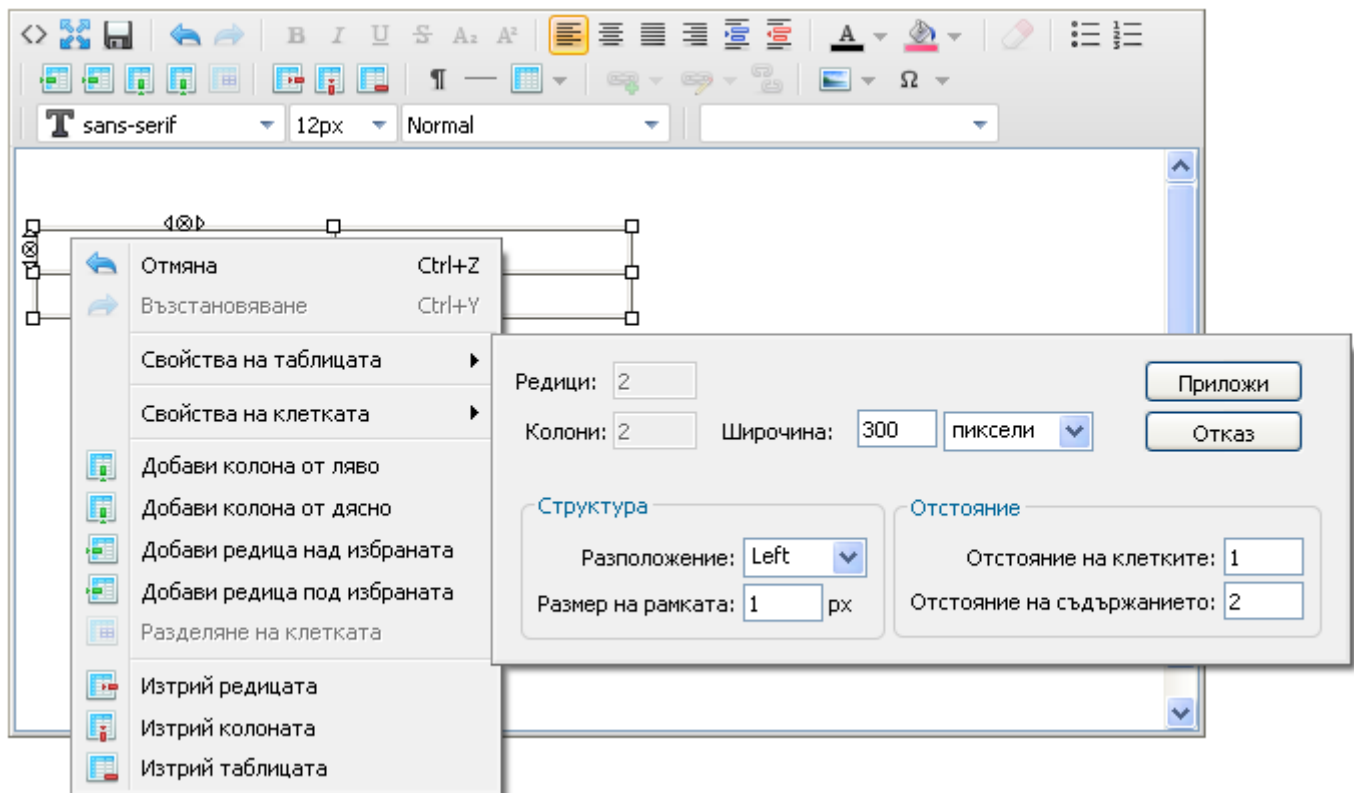 B I U S A₂ A² A
¶ Ω
T sans-serif 12px Normal
Отмяна Ctrl+Z
Възстановяване Ctrl+Y
Свойства на таблицата
Свойства на клетката
Добави колона от ляво
Добави колона от дясно
Добави редица над избраната
Добави редица под избраната
Разделяне на клетката
Изтрий редицата
Изтрий колоната
Изтрий таблицата
Редици: 2
Приложи
Колони: 2 Широчина: 300 пиксели
Отказ
Структура
Разположение: Left
Размер на рамката: 1 px
Отстояние
Отстояние на клетките: 1
Отстояние на съдържанието: 2